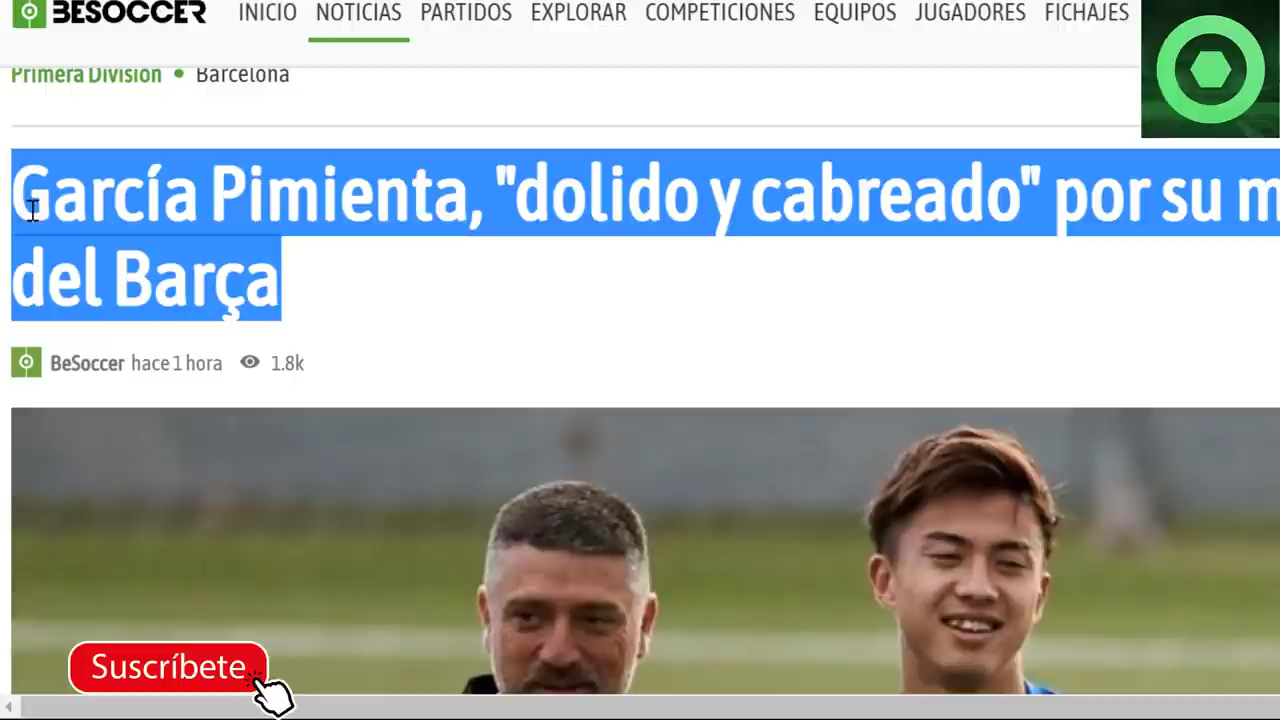 BESOCCER INICIO NOTICIAS PARTIDOS EXPLORAR COMPETICIONES EQUIPOS JUGADORES FICHAJES
Primera División • Barcelona
García Pimienta, "dolido y cabreado" por su m
del Barça
BeSoccer hace 1 hora 1.8k
Suscríbete